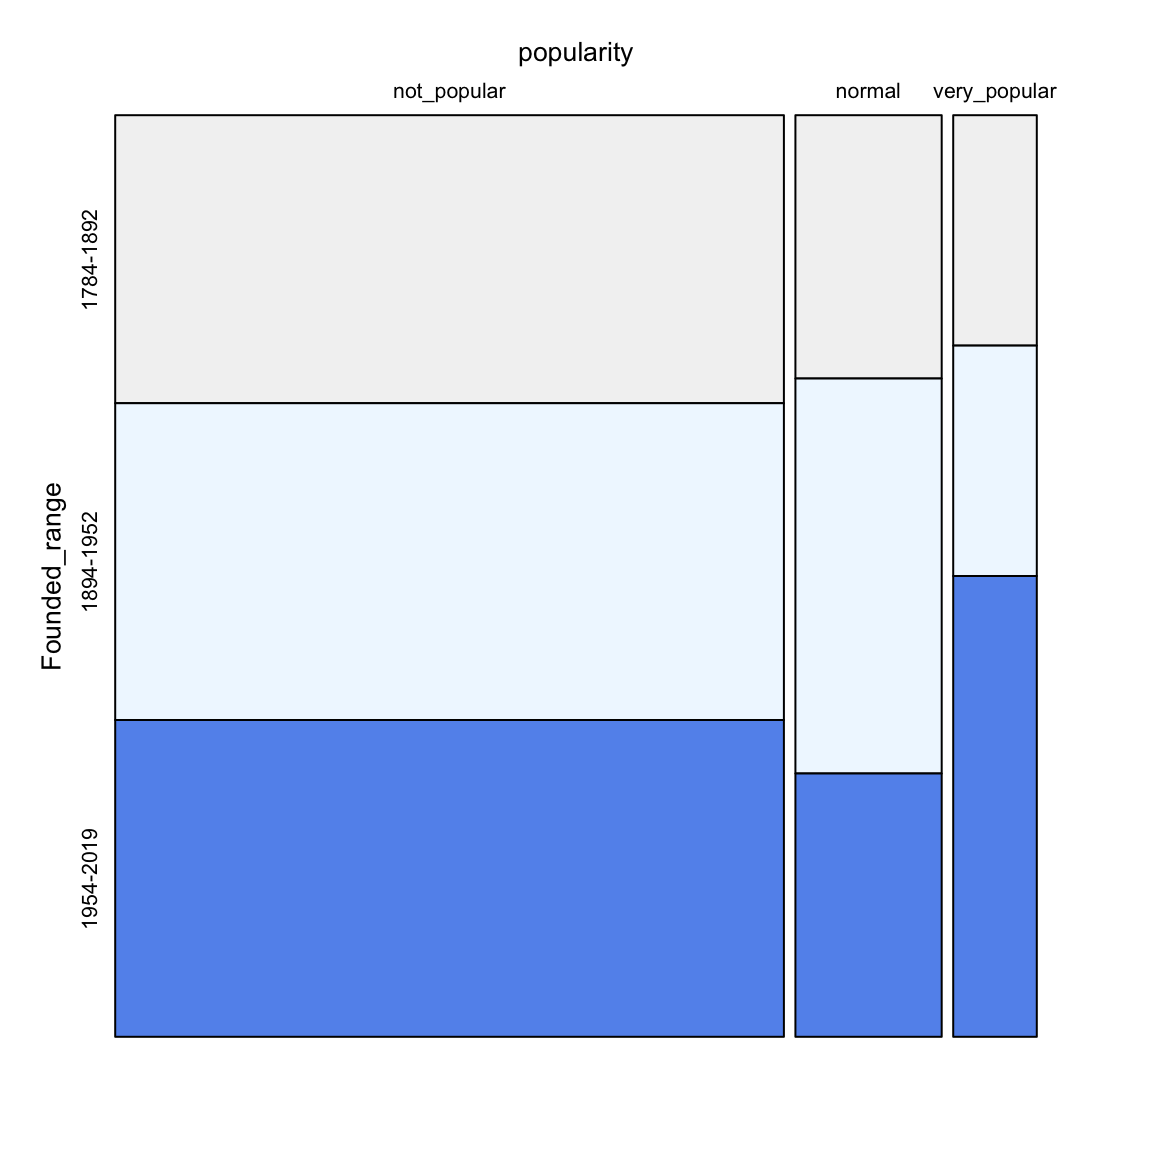 popularity
not_popular normal very_popular
Founded_range
1784-1892
1894-1952
1954-2019